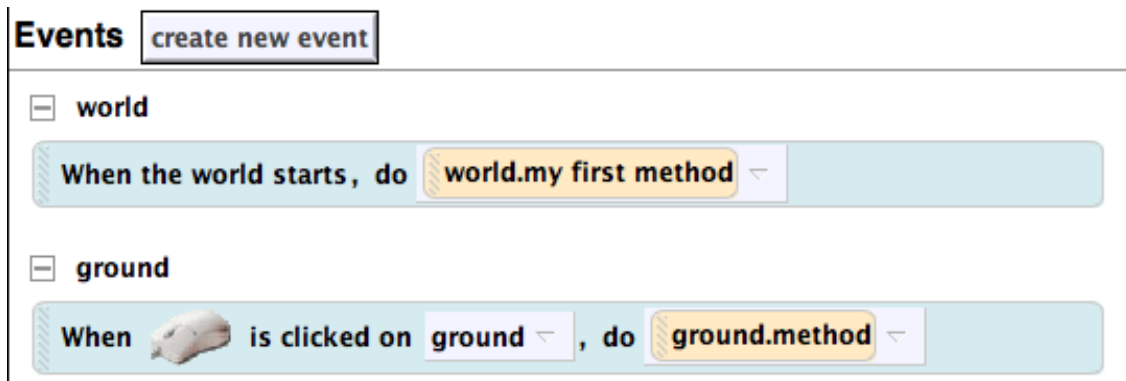 Events create new event
world
When the world starts, do world.my first method
ground
When is clicked on ground , do ground.method